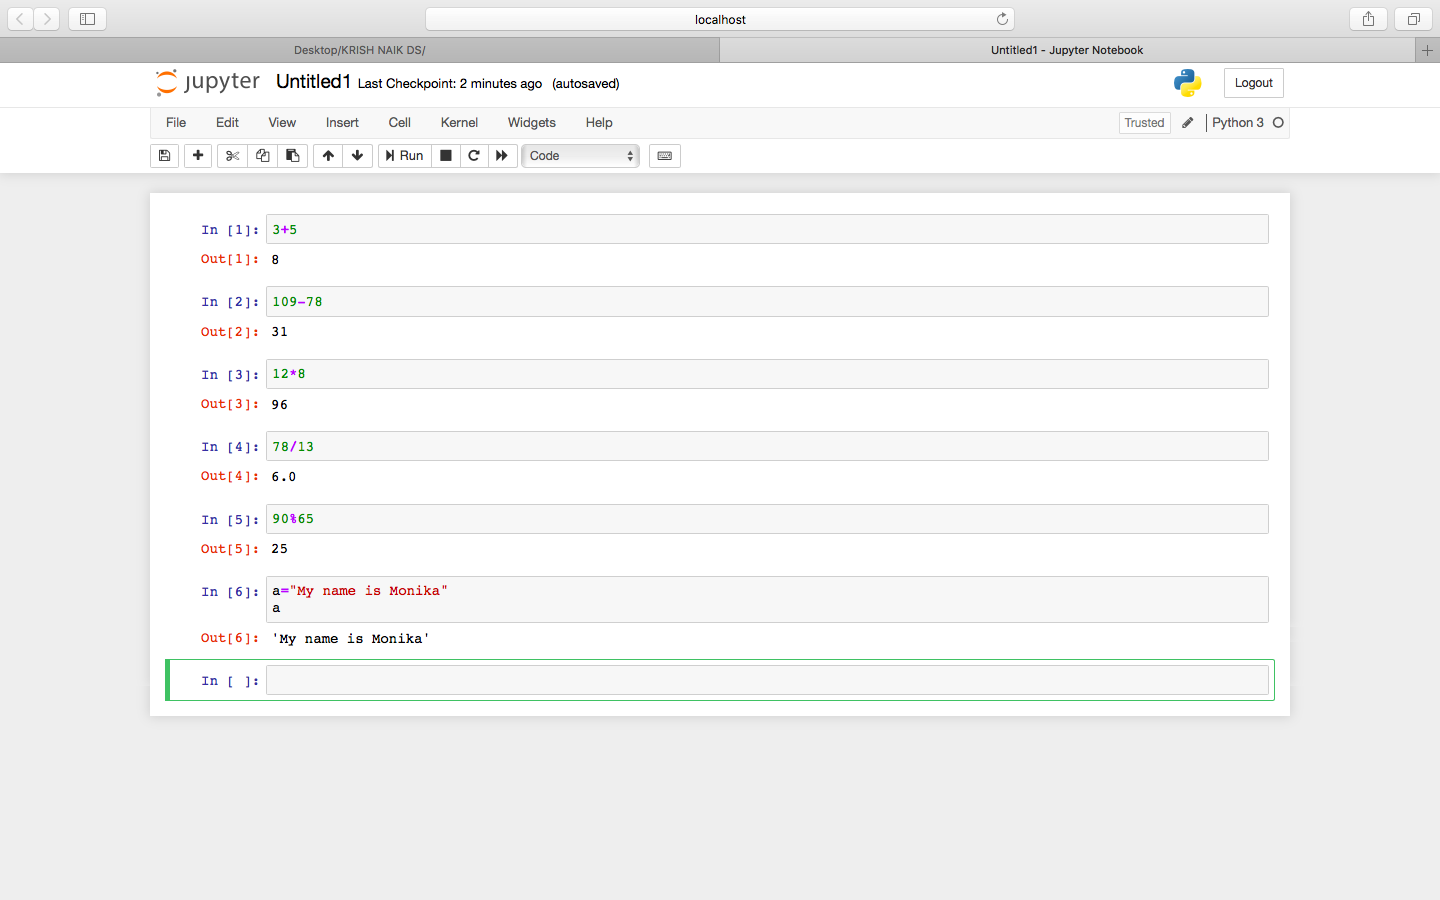 localhost
Desktop/KRISH NAIK DS/
Untitled1 - Jupyter Notebook
jupyter Untitled1 Last Checkpoint: 2 minutes ago (autosaved)
Logout
File Edit View Insert Cell Kernel Widgets Help
Trusted
Python 3
Run
Code
In [1]: 3+5
Out[1]: 8
In [2]: 109-78
Out[2]: 31
In [3]: 12*8
Out[3]: 96
In [4]: 78/13
Out[4]: 6.0
In [5]: 90%65
Out[5]: 25
In [6]: a="My name is Monika"
a
Out[6]: 'My name is Monika'
In [ ]: